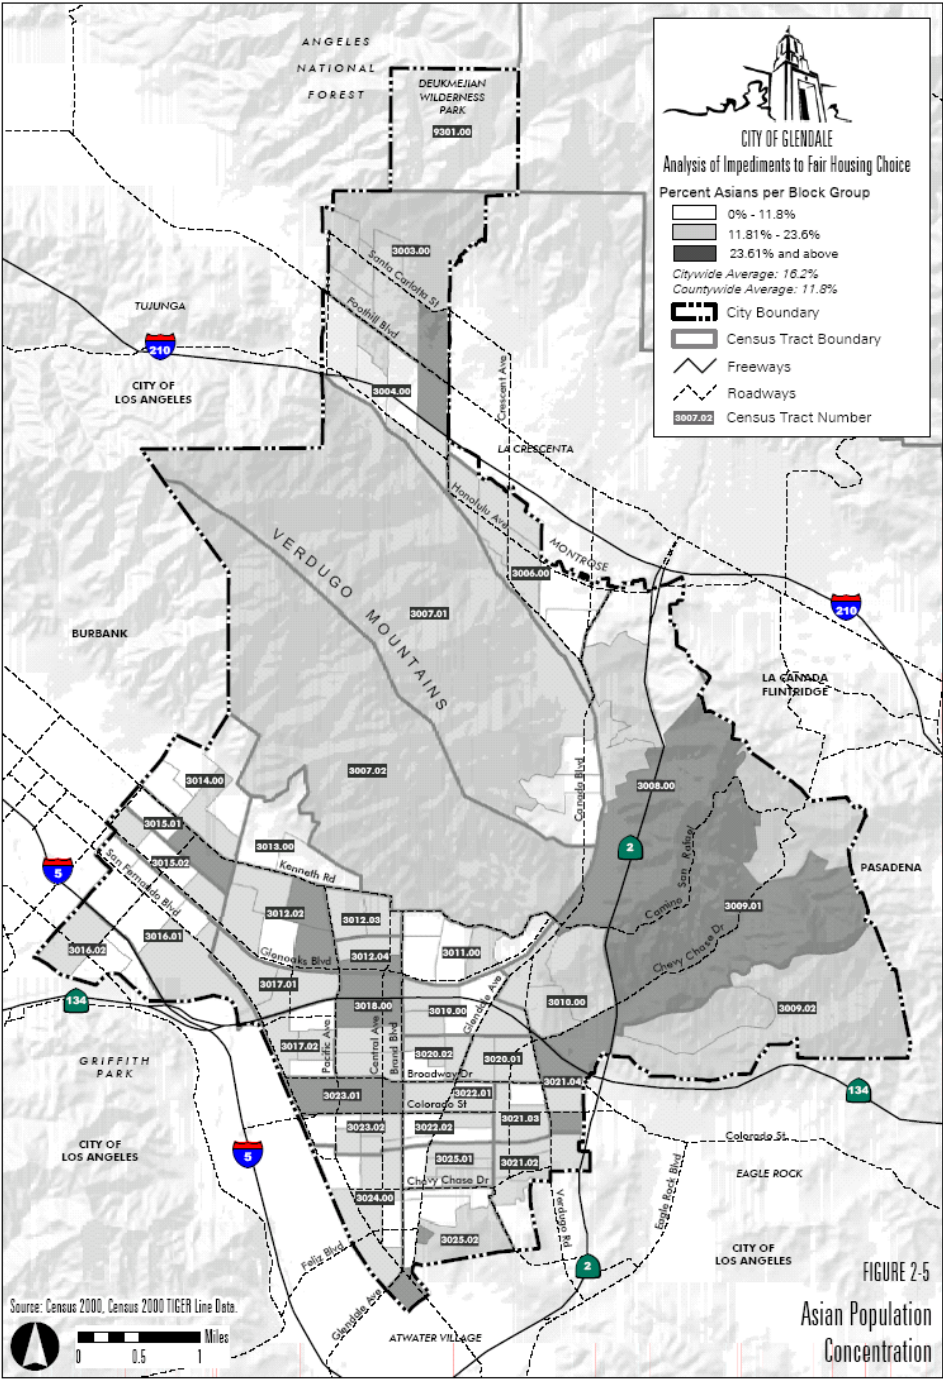 ANGELES
NATIONAL
FOREST
DEUKMEJIAN
WILDERNESS
PARK
9301.00
CITY OF GLENDALE
Analysis of Impediments to Fair Housing Choice
Percent Asians per Block Group
0% - 11.8%
11.81% - 23.6%
23.61% and above
Citywide Average: 16.2%
Countywide Average: 11.8%
City Boundary
Census Tract Boundary
Freeways
Roadways
3007.02
Census Tract Number
3003.00
Santa Carlotta St
Foothill Blvd
TUJUNGA
210
CITY OF
LOS ANGELES
3004.00
Crescent Ave
LA CRESCENTA
Honolulu Ave
MONTROSE
3006.00
VERDUGO MOUNTAINS
3007.01
210
BURBANK
LA CANADA
FLINTRIDGE
3007.02
3014.00
Canada Blvd
3008.00
2
3015.01
3013.00
Kenneth Rd
San Rafael
Camino
5
3015.02
San Fernando Blvd
PASADENA
3012.02
3012.03
3009.01
3016.01
3016.02
Glenoaks Blvd
3012.04
3011.00
Chevy Chase Dr
3017.01
134
3018.00
3019.00
Glendale Ave
3010.00
3009.02
Pacific Ave
Central Ave
Brand Blvd
3017.02
3020.02
3020.01
GRIFFITH
PARK
Broadway Dr
3021.04
134
3023.01
3022.01
Colorado St
3021.03
3023.02
3022.02
Colorado St
CITY OF
LOS ANGELES
5
3025.01
3021.02
EAGLE ROCK
Chevy Chase Dr
3024.00
Verdugo Rd
Eagle Rock Blvd
3025.02
Feliz Blvd
CITY OF
LOS ANGELES
2
FIGURE 2-5
Glendale Ave
Source: Census 2000, Census 2000 TIGER Line Data.
Asian Population
Concentration
Miles
0 0.5 1
ATWATER VILLAGE